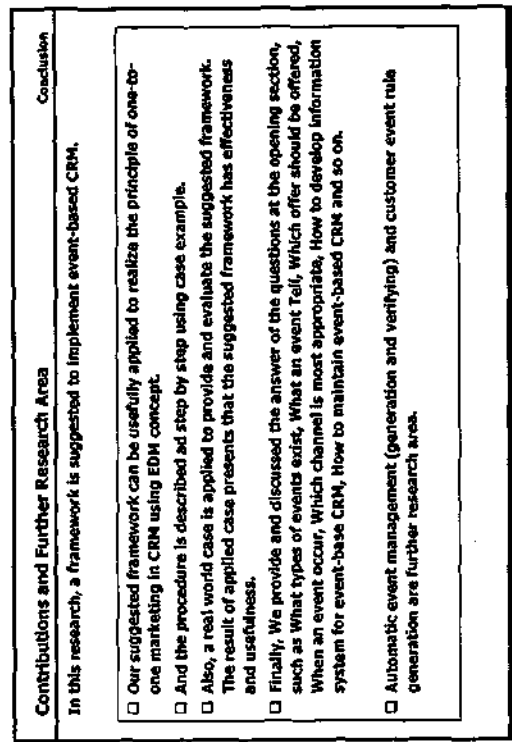 Contributions and Further Research Area
Conclusion
In this research, a framework is suggested to implement event-based CRM.
❑ Our suggested framework can be usefully applied to realize the principle of one-to-
one marketing in CRM using EDM concept.
❑ And the procedure is described ad step by step using case example.
❑ Also, a real world case is applied to provide and evaluate the suggested framework.
The result of applied case presents that the suggested framework has effectiveness
and usefulness.
❑ Finally, We provide and discussed the answer of the questions at the opening section,
such as What types of events exist, What an event Tell, Which offer should be offered,
When an event occur, Which channel is most appropriate, How to develop information
system for event-base CRM, How to maintain event-based CRM and so on.
❑ Automatic event management (generation and verifying) and customer event rule
generation are further research area.